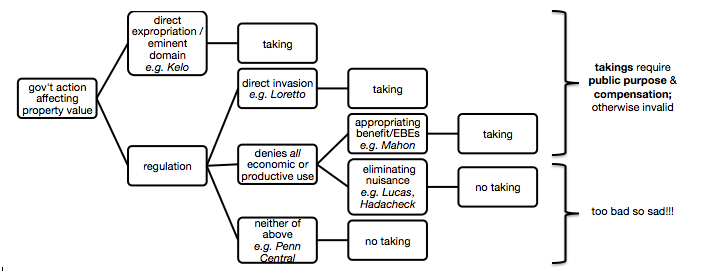 direct
expropriation /
eminent
domain
e.g. Kelo
taking
gov't action
affecting
property value
direct invasion
e.g. Loretto
taking
takings require
public purpose &
compensation;
otherwise invalid
regulation
denies all
economic or
productive use
appropriating
benefit/EBEs
e.g. Mahon
taking
eliminating
nuisance
e.g. Lucas,
Hadacheck
no taking
neither of
above
e.g. Penn
Central
no taking
too bad so sad!!!